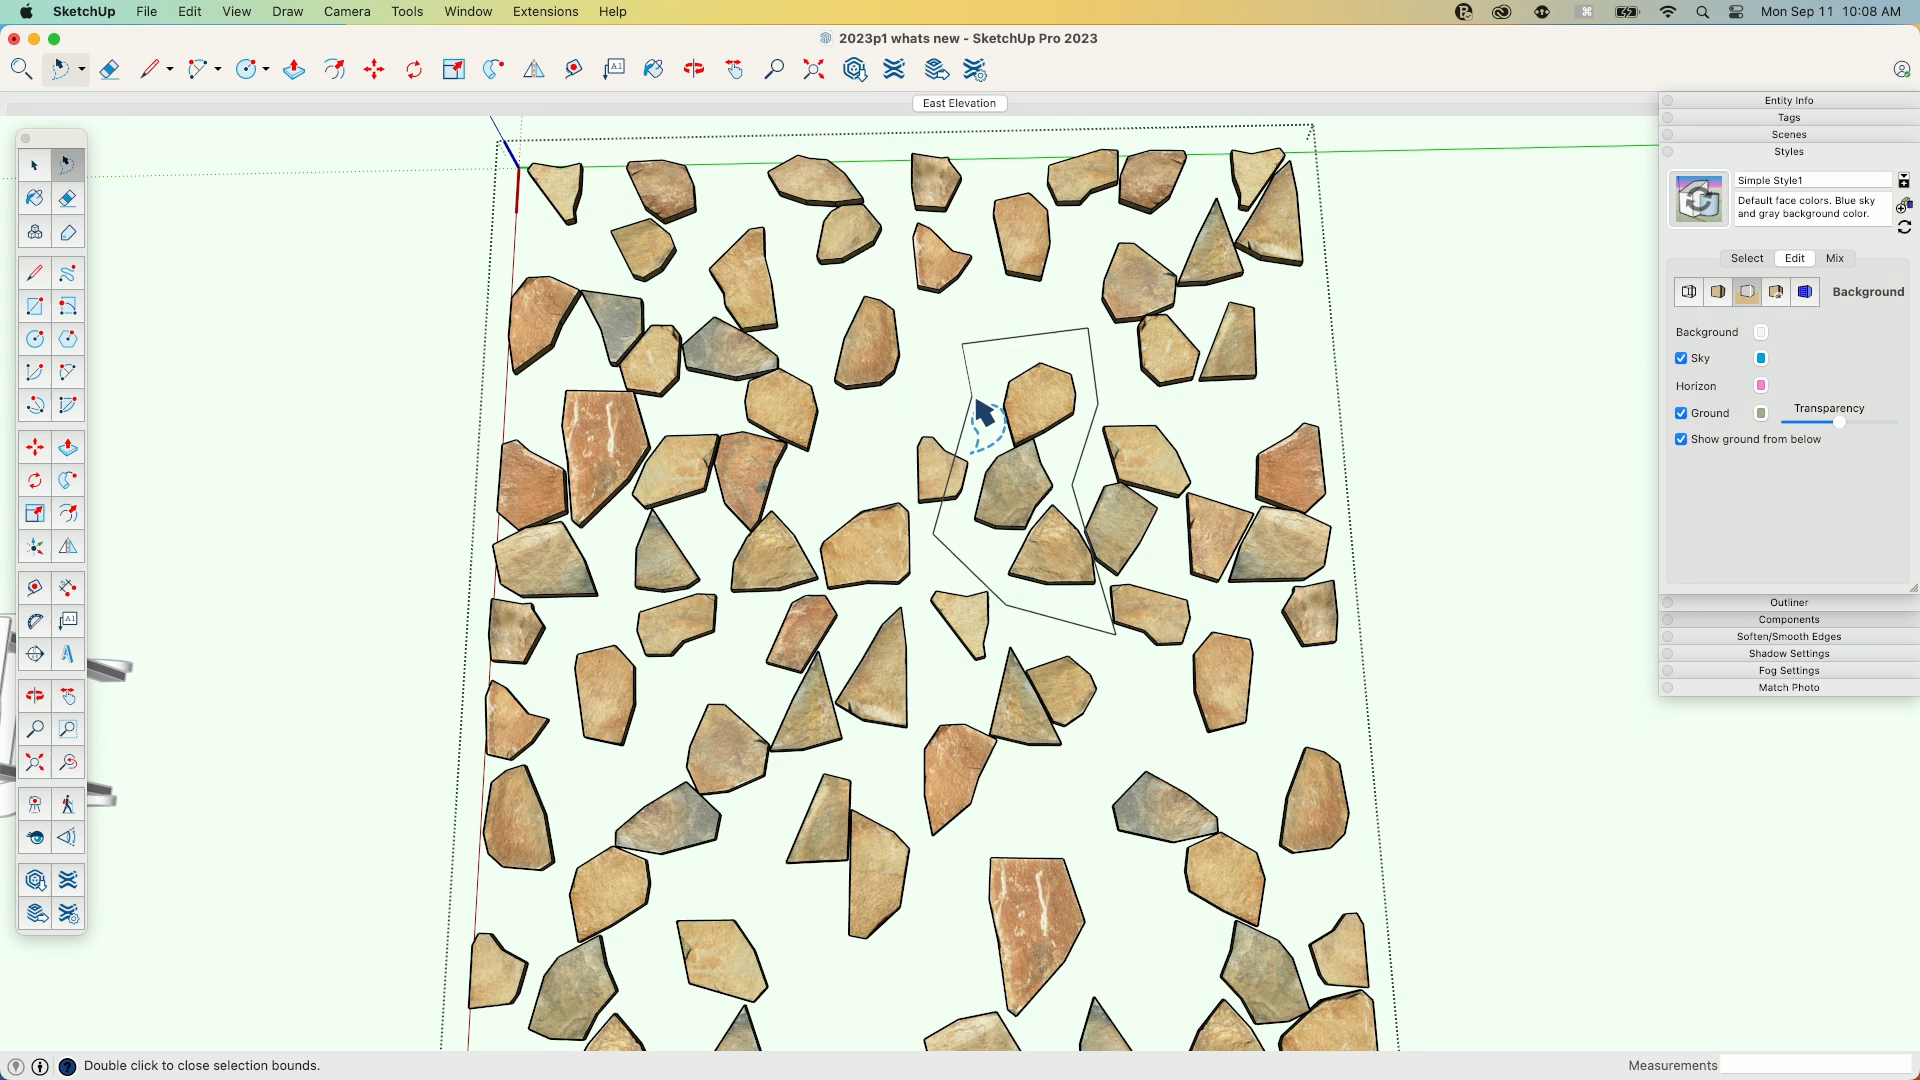 SketchUp File Edit View Draw Camera Tools Window Extensions Help Mon Sep 11 10:08 AM
2023p1 whats new - SketchUp Pro 2023
A1
East Elevation
Entity Info
Tags
Scenes
Styles
Simple Style1
Default face colors. Blue sky
and gray background color.
Select Edit Mix
Background
Background
Sky
Horizon
Ground Transparency
Show ground from below
Outliner
Components
Soften/Smooth Edges
Shadow Settings
Fog Settings
Match Photo
A1
Double click to close selection bounds.
Measurements